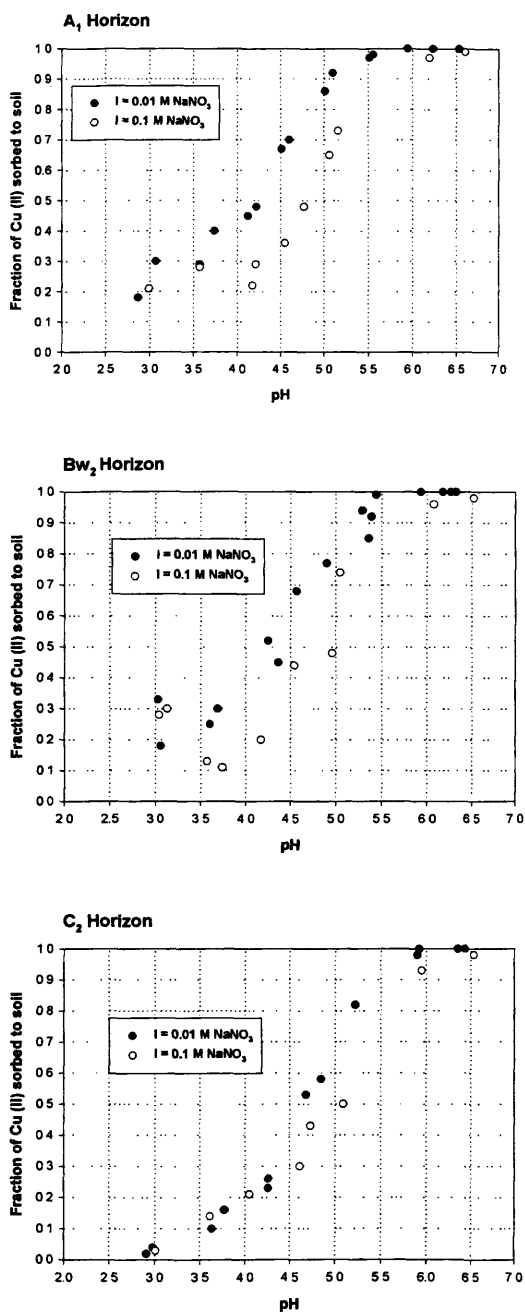 A₁ Horizon
Fraction of Cu (II) sorbed to soil
1 0
0 9
0 8
0 7
0 6
0 5
0 4
0 3
0 2
0 1
0 0
I = 0.01 M NaNO₃
I = 0.1 M NaNO₃
2 0 2 5 3 0 3 5 4 0 4 5 5 0 5 5 6 0 6 5 7 0
pH
Bw₂ Horizon
Fraction of Cu (II) sorbed to soil
1 0
0 9
0 8
0 7
0 6
0 5
0 4
0 3
0 2
0 1
0 0
I = 0.01 M NaNO₃
I = 0.1 M NaNO₃
2 0 2 5 3 0 3 5 4 0 4 5 5 0 5 5 6 0 6 5 7 0
pH
C₂ Horizon
Fraction of Cu (II) sorbed to soil
1 0
0 9
0 8
0 7
0 6
0 5
0 4
0 3
0 2
0 1
0 0
I = 0.01 M NaNO₃
I = 0.1 M NaNO₃
2 0 2 5 3 0 3 5 4 0 4 5 5 0 5 5 6 0 6 5 7 0
pH